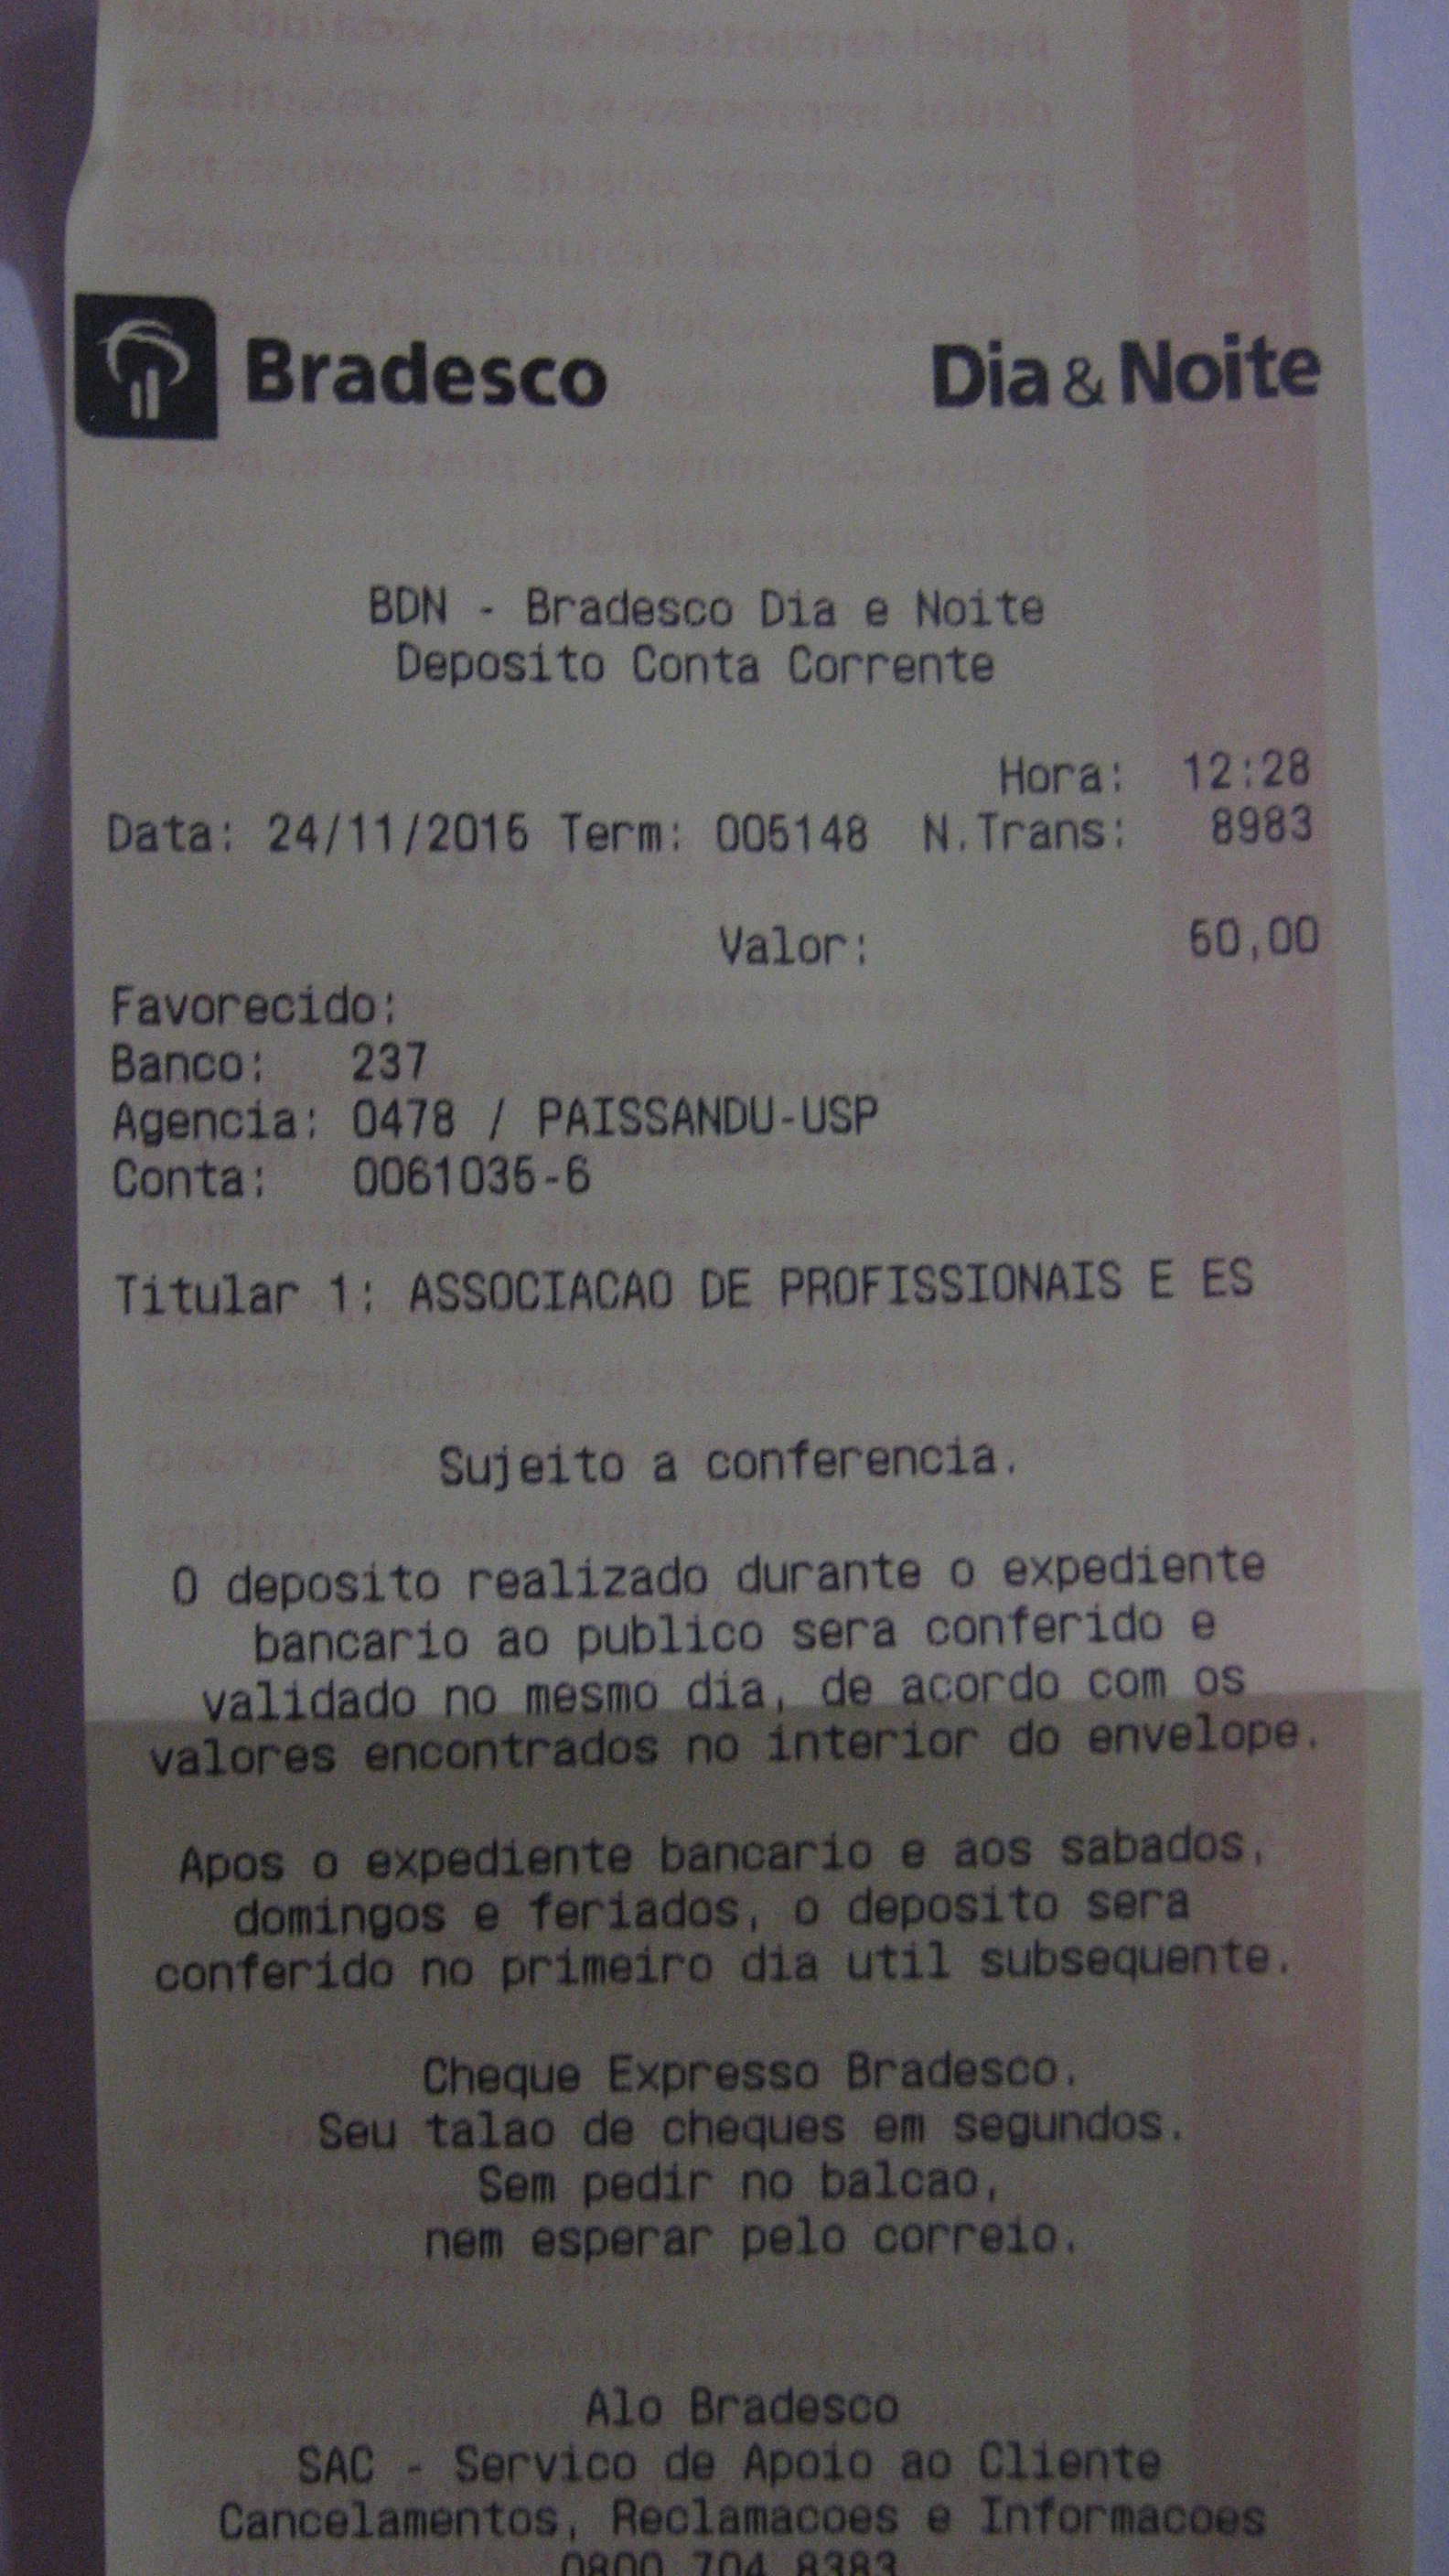 Bradesco Dia & Noite
BDN - Bradesco Dia e Noite
Deposito Conta Corrente
Hora: 12:28
Data: 24/11/2015 Term: 005148 N.Trans: 8983
Valor:
Favorecido:
Banco: 237
Agencia: 0478 / PAISSANDU-USP
Conta: 0061035-6
Titular 1: ASSOCIACAO DE PROFISSIONAIS E ES
Sujeito a conferencia.
O deposito realizado durante o expediente
bancario ao publico sera conferido e
validado no mesmo dia, de acordo com os
valores encontrados no interior do envelope.
Apos o expediente bancario e aos sabados,
domingos e feriados, o deposito sera
conferido no primeiro dia util subsequente.
Cheque Expresso Bradesco.
Seu talao de cheques em segundos.
Sem pedir no balcao,
nem esperar pelo correio.
Alo Bradesco
SAC - Servico de Apoio ao Cliente
Cancelamentos, Reclamacoes e Informacoes
0800 704 8383